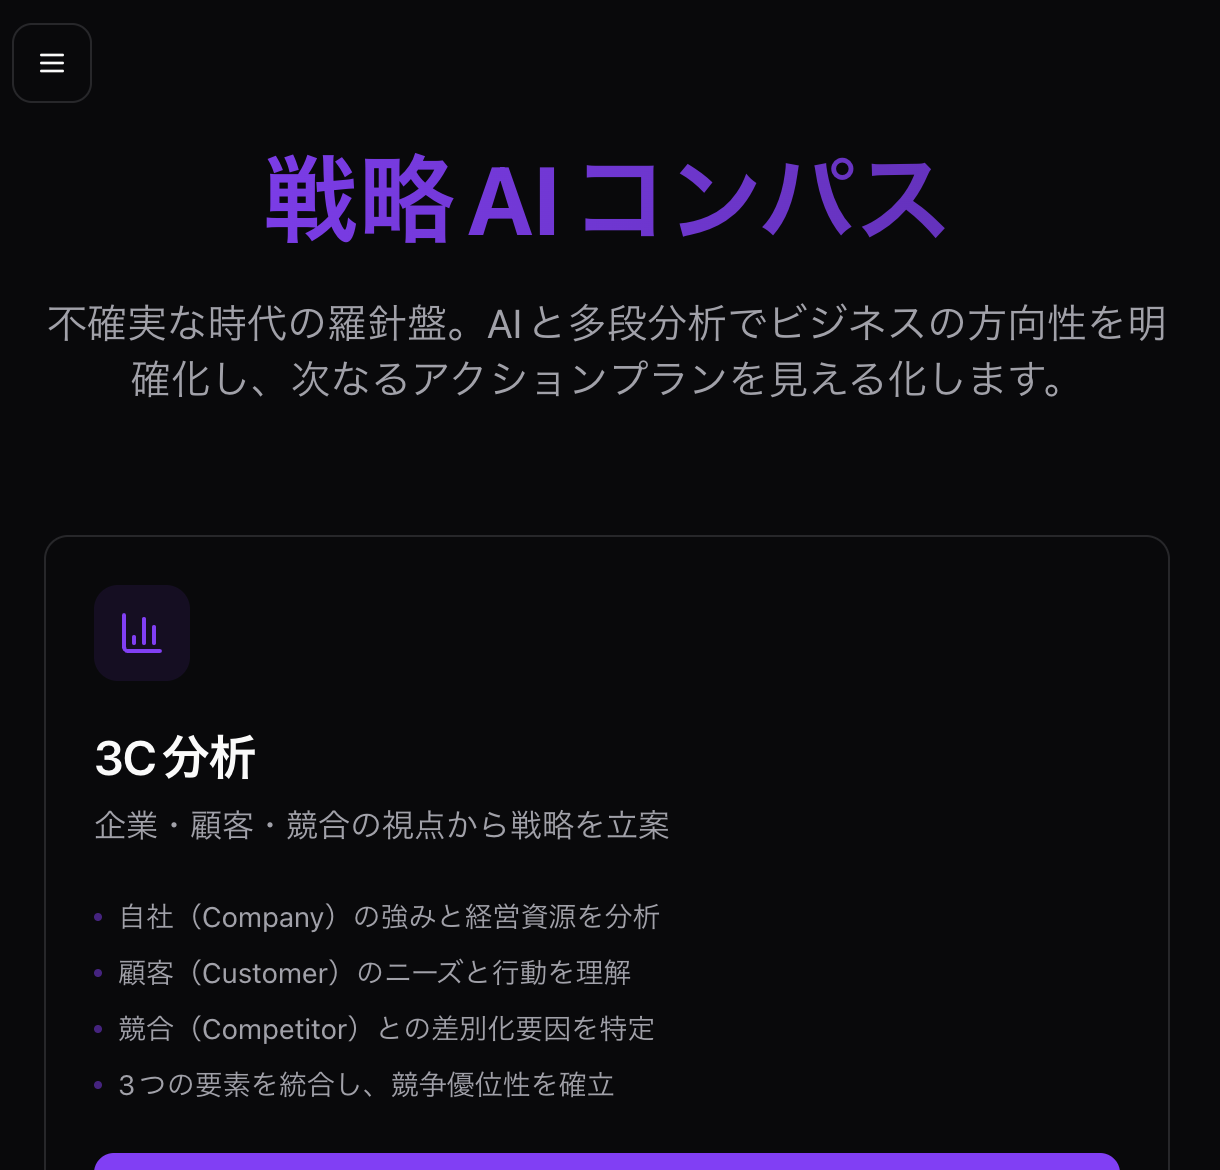 戦略AIコンパス
不確実な時代の羅針盤。AIと多段分析でビジネスの方向性を明
確化し、次なるアクションプランを見える化します。
3C分析
企業・顧客・競合の視点から戦略を立案
自社（Company）の強みと経営資源を分析
顧客（Customer）のニーズと行動を理解
競合（Competitor）との差別化要因を特定
3つの要素を統合し、競争優位性を確立